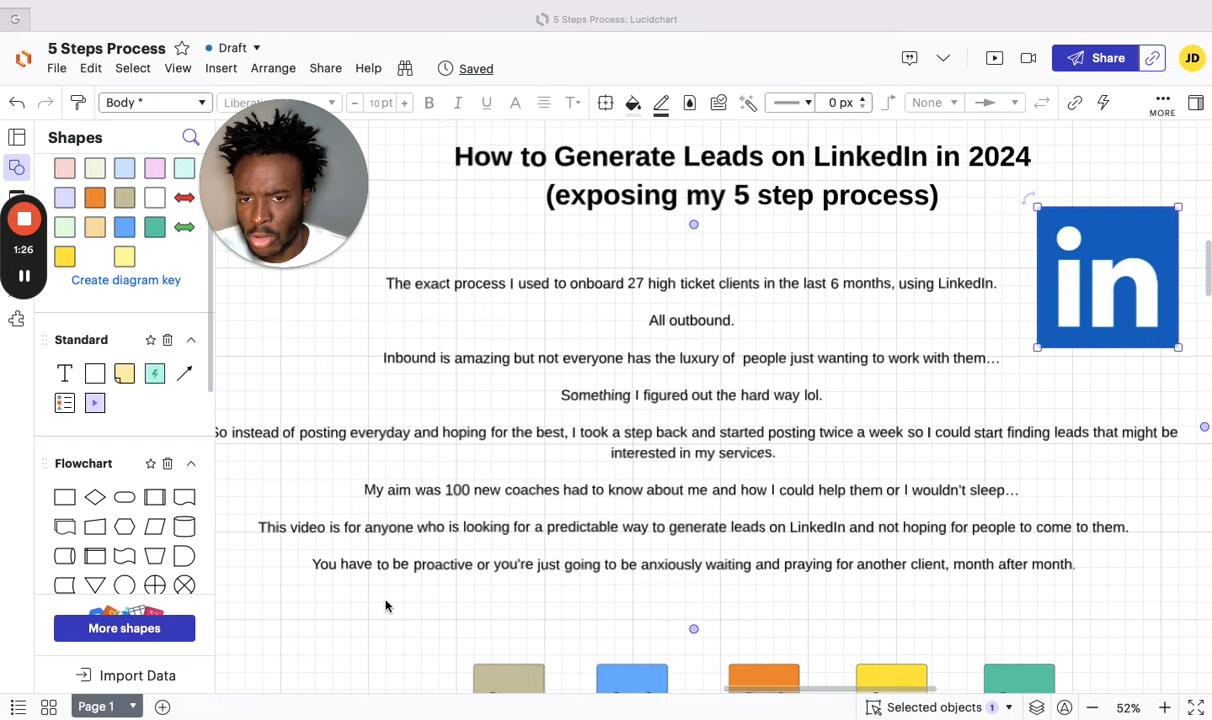 G
5 Steps Process: Lucidchart
5 Steps Process
Draft
File Edit Select View Insert Arrange Share Help
Saved
Share
JD
Body *
10 pt
B I U A T
0 px
None
MORE
Shapes
How to Generate Leads on LinkedIn in 2024
(exposing my 5 step process)
1:26
Create diagram key
in
The exact process I used to onboard 27 high ticket clients in the last 6 months, using LinkedIn.
All outbound.
Standard
Inbound is amazing but not everyone has the luxury of people just wanting to work with them…
T
Something I figured out the hard way lol.
So instead of posting everyday and hoping for the best, I took a step back and started posting twice a week so I could start finding leads that might be
interested in my services.
Flowchart
My aim was 100 new coaches had to know about me and how I could help them or I wouldn't sleep…
This video is for anyone who is looking for a predictable way to generate leads on LinkedIn and not hoping for people to come to them.
You have to be proactive or you're just going to be anxiously waiting and praying for another client, month after month.
More shapes
Import Data
Page 1
Selected objects 1
52%